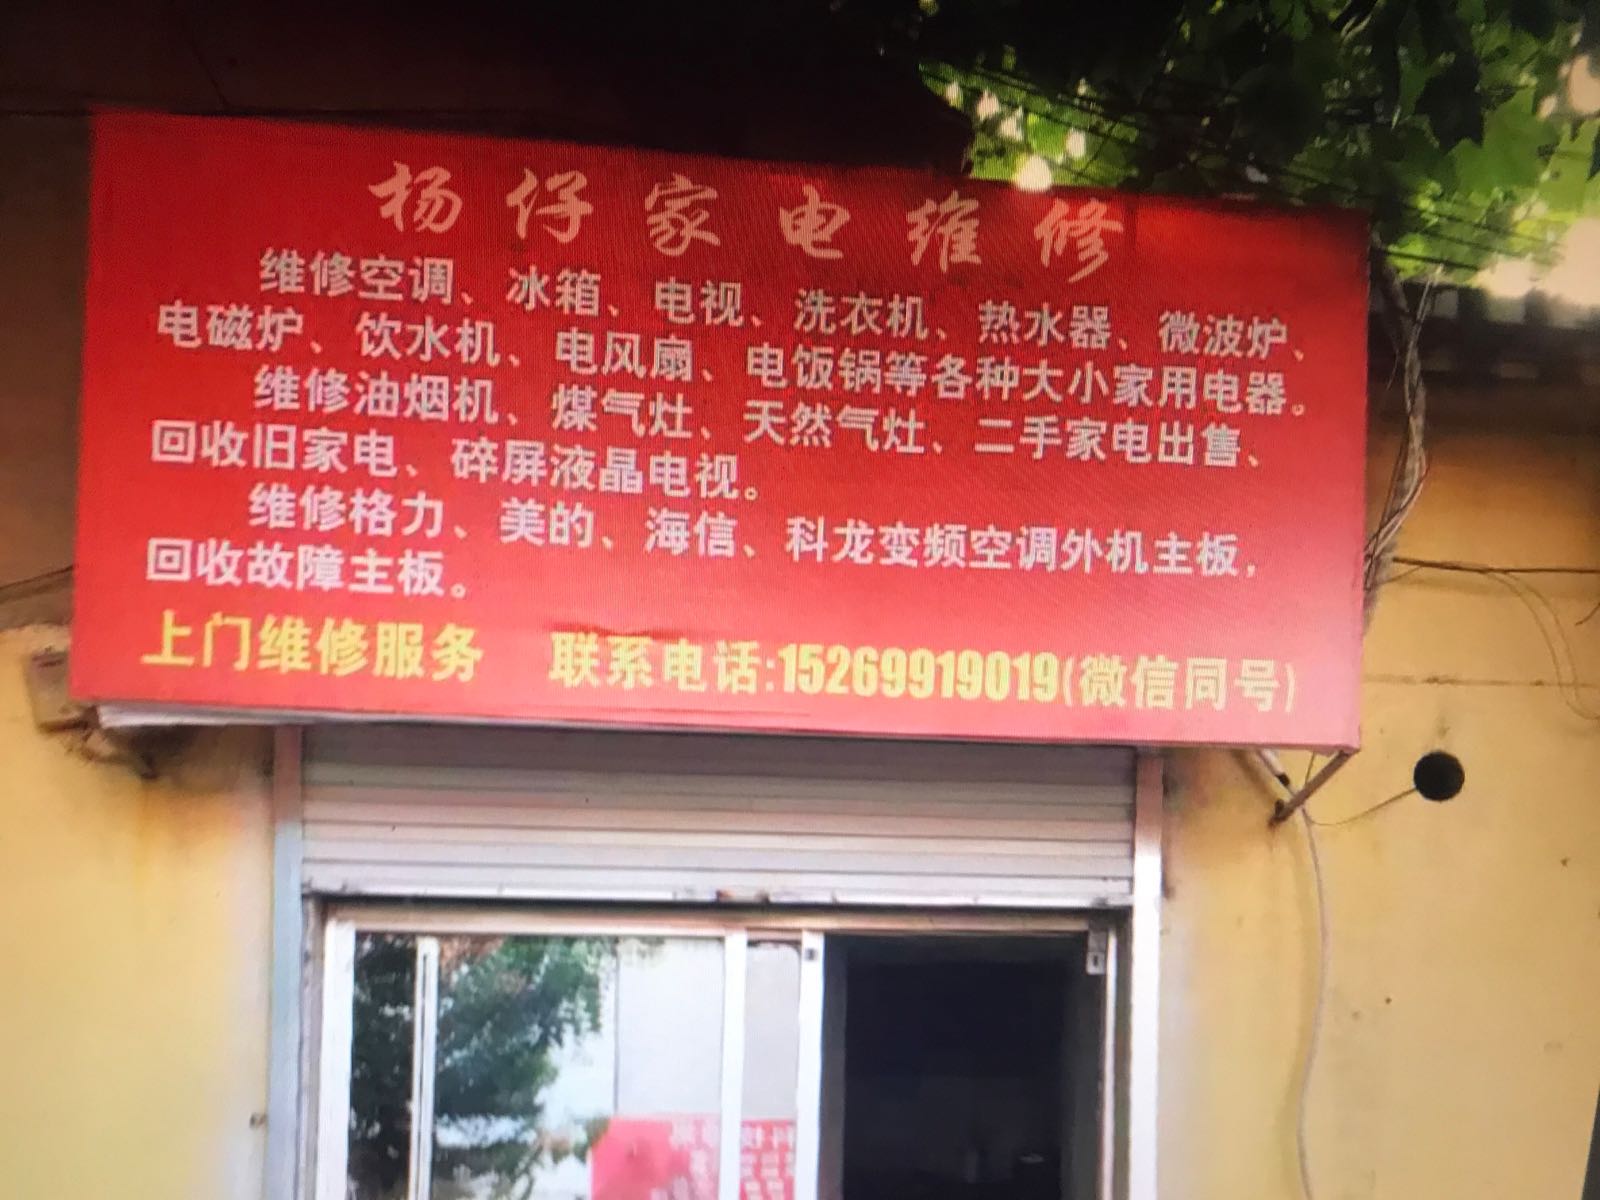 杨仔家电维修
维修空调、冰箱、电视、洗衣机、热水器、微波炉、
电磁炉、饮水机、电风扇、电饭锅等各种大小家用电器。
维修油烟机、煤气灶、天然气灶、二手家电出售、
回收旧家电、碎屏液晶电视。
维修格力、美的、海信、科龙变频空调外机主板，
回收故障主板。
上门维修服务 联系电话:15269919019(微信同号)